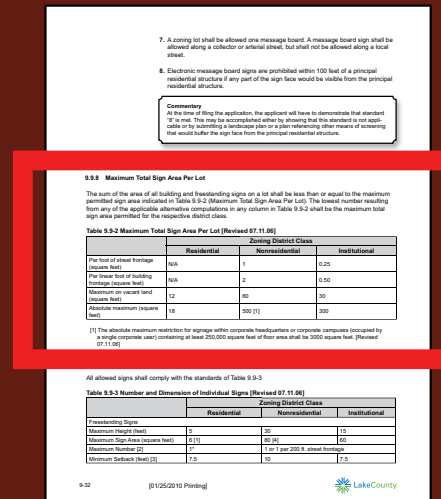 7. A zoning lot shall be allowed one message board. A message board sign shall be
allowed along a collector or arterial street, but shall not be allowed along a local
street.
8. Electronic message board signs are prohibited within 100 feet of a principal
residential structure if any part of the sign face would be visible from the principal
residential structure.
Commentary
At the time of filing the application, the applicant will have to demonstrate that standard
"8" is met. This may be accomplished either by showing that this standard is not appli-
cable or by submitting a landscape plan or a plan referencing other means of screening
that would buffer the sign face from the principal residential structure.
9.9.8 Maximum Total Sign Area Per Lot
The sum of the area of all building and freestanding signs on a lot shall be less than or equal to the maximum
permitted sign area indicated in Table 9.9-2 (Maximum Total Sign Area Per Lot). The lowest number resulting
from any of the applicable alternative computations in any column in Table 9.9-2 shall be the maximum total
sign area permitted for the respective district class.
Table 9.9-2 Maximum Total Sign Area Per Lot [Revised 07.11.06]
Zoning District Class
Residential Nonresidential Institutional
Per foot of street frontage
(square feet) N/A 1 0.25
Per linear foot of building
frontage (square feet) N/A 2 0.50
Maximum on vacant land
(square feet) 12 60 30
Absolute maximum (square
feet) 18 500 [1] 300
[1] The absolute maximum restriction for signage within corporate headquarters or corporate campuses (occupied by
a single corporate user) containing at least 250,000 square feet of floor area shall be 3000 square feet. [Revised
07.11.06]
All allowed signs shall comply with the standards of Table 9.9-3
Table 9.9-3 Number and Dimension of Individual Signs [Revised 07.11.06]
Zoning District Class
Residential Nonresidential Institutional
Freestanding Signs
Maximum Height (feet) 5 30 15
Maximum Sign Area (square feet) 6 [1] 80 [4] 60
Maximum Number [2] 1* 1 or 1 per 200 ft. street frontage
Minimum Setback (feet) [3] 7.5 10 7.5
9-32 [01/25/2010 Printing] LakeCounty